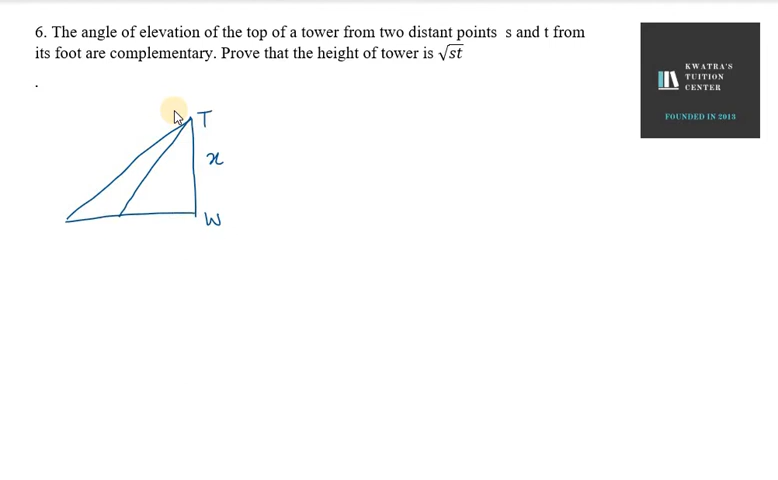 6. The angle of elevation of the top of a tower from two distant points s and t from
its foot are complementary. Prove that the height of tower is √st
.
KWATRA'S
TUITION
CENTER
FOUNDED IN 2013
T
x
W